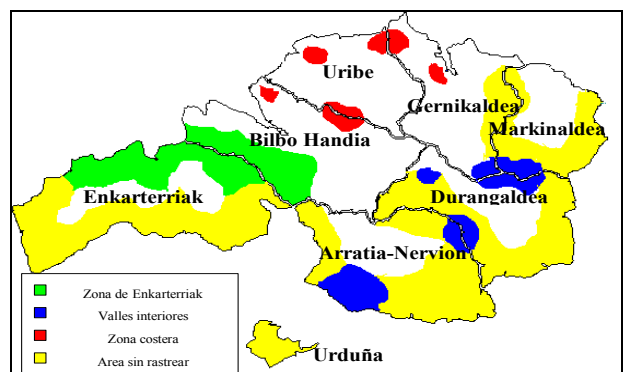 Uribe
Gernikaldea
Markinaldea
Bilbo Handia
Enkarterriak
Durangaldea
Arratia-Nervion
Zona de Enkarterriak
Valles interiores
Zona costera
Area sin rastrear
Urduña